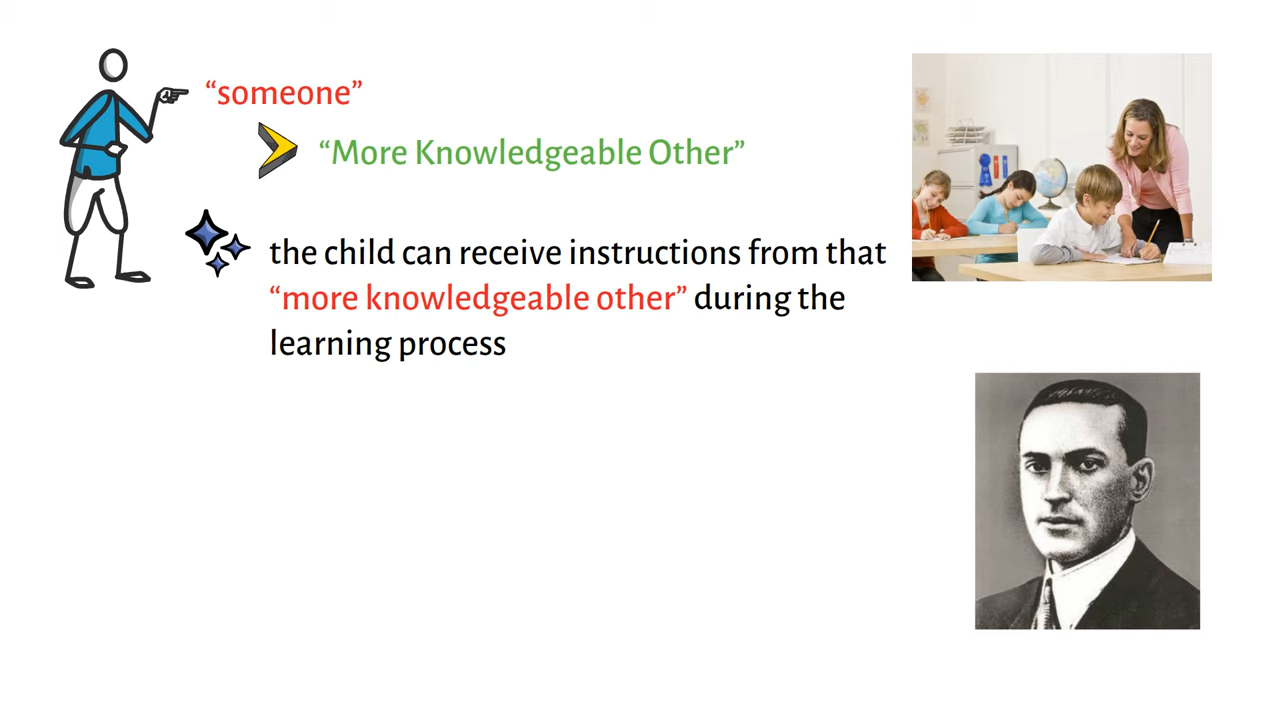 “someone”
“More Knowledgeable Other”
the child can receive instructions from that
“more knowledgeable other” during the
learning process